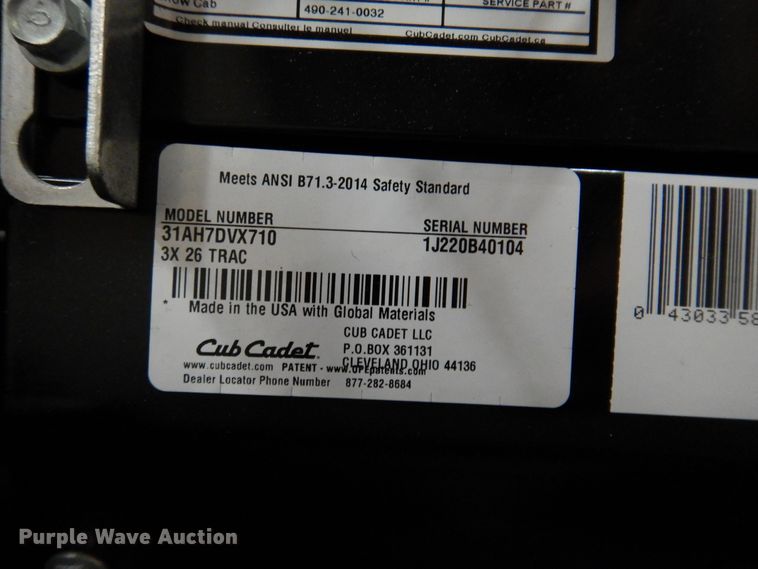 Cab
SERVICE PART #
490-241-0032
Check manual Consulter le manuel
CubCadet.com CubCadet.ca
Meets ANSI B71.3-2014 Safety Standard
MODEL NUMBER
SERIAL NUMBER
31AH7DVX710
1J220B40104
3X 26 TRAC
* Made in the USA with Global Materials
CUB CADET LLC
Cub Cadet.
P.O.BOX 361131
CLEVELAND OHIO 44136
www.cubcadet.com PATENT - www.OPEpatents.com
Dealer Locator Phone Number 877-282-8684
0 43033 58
Purple Wave Auction